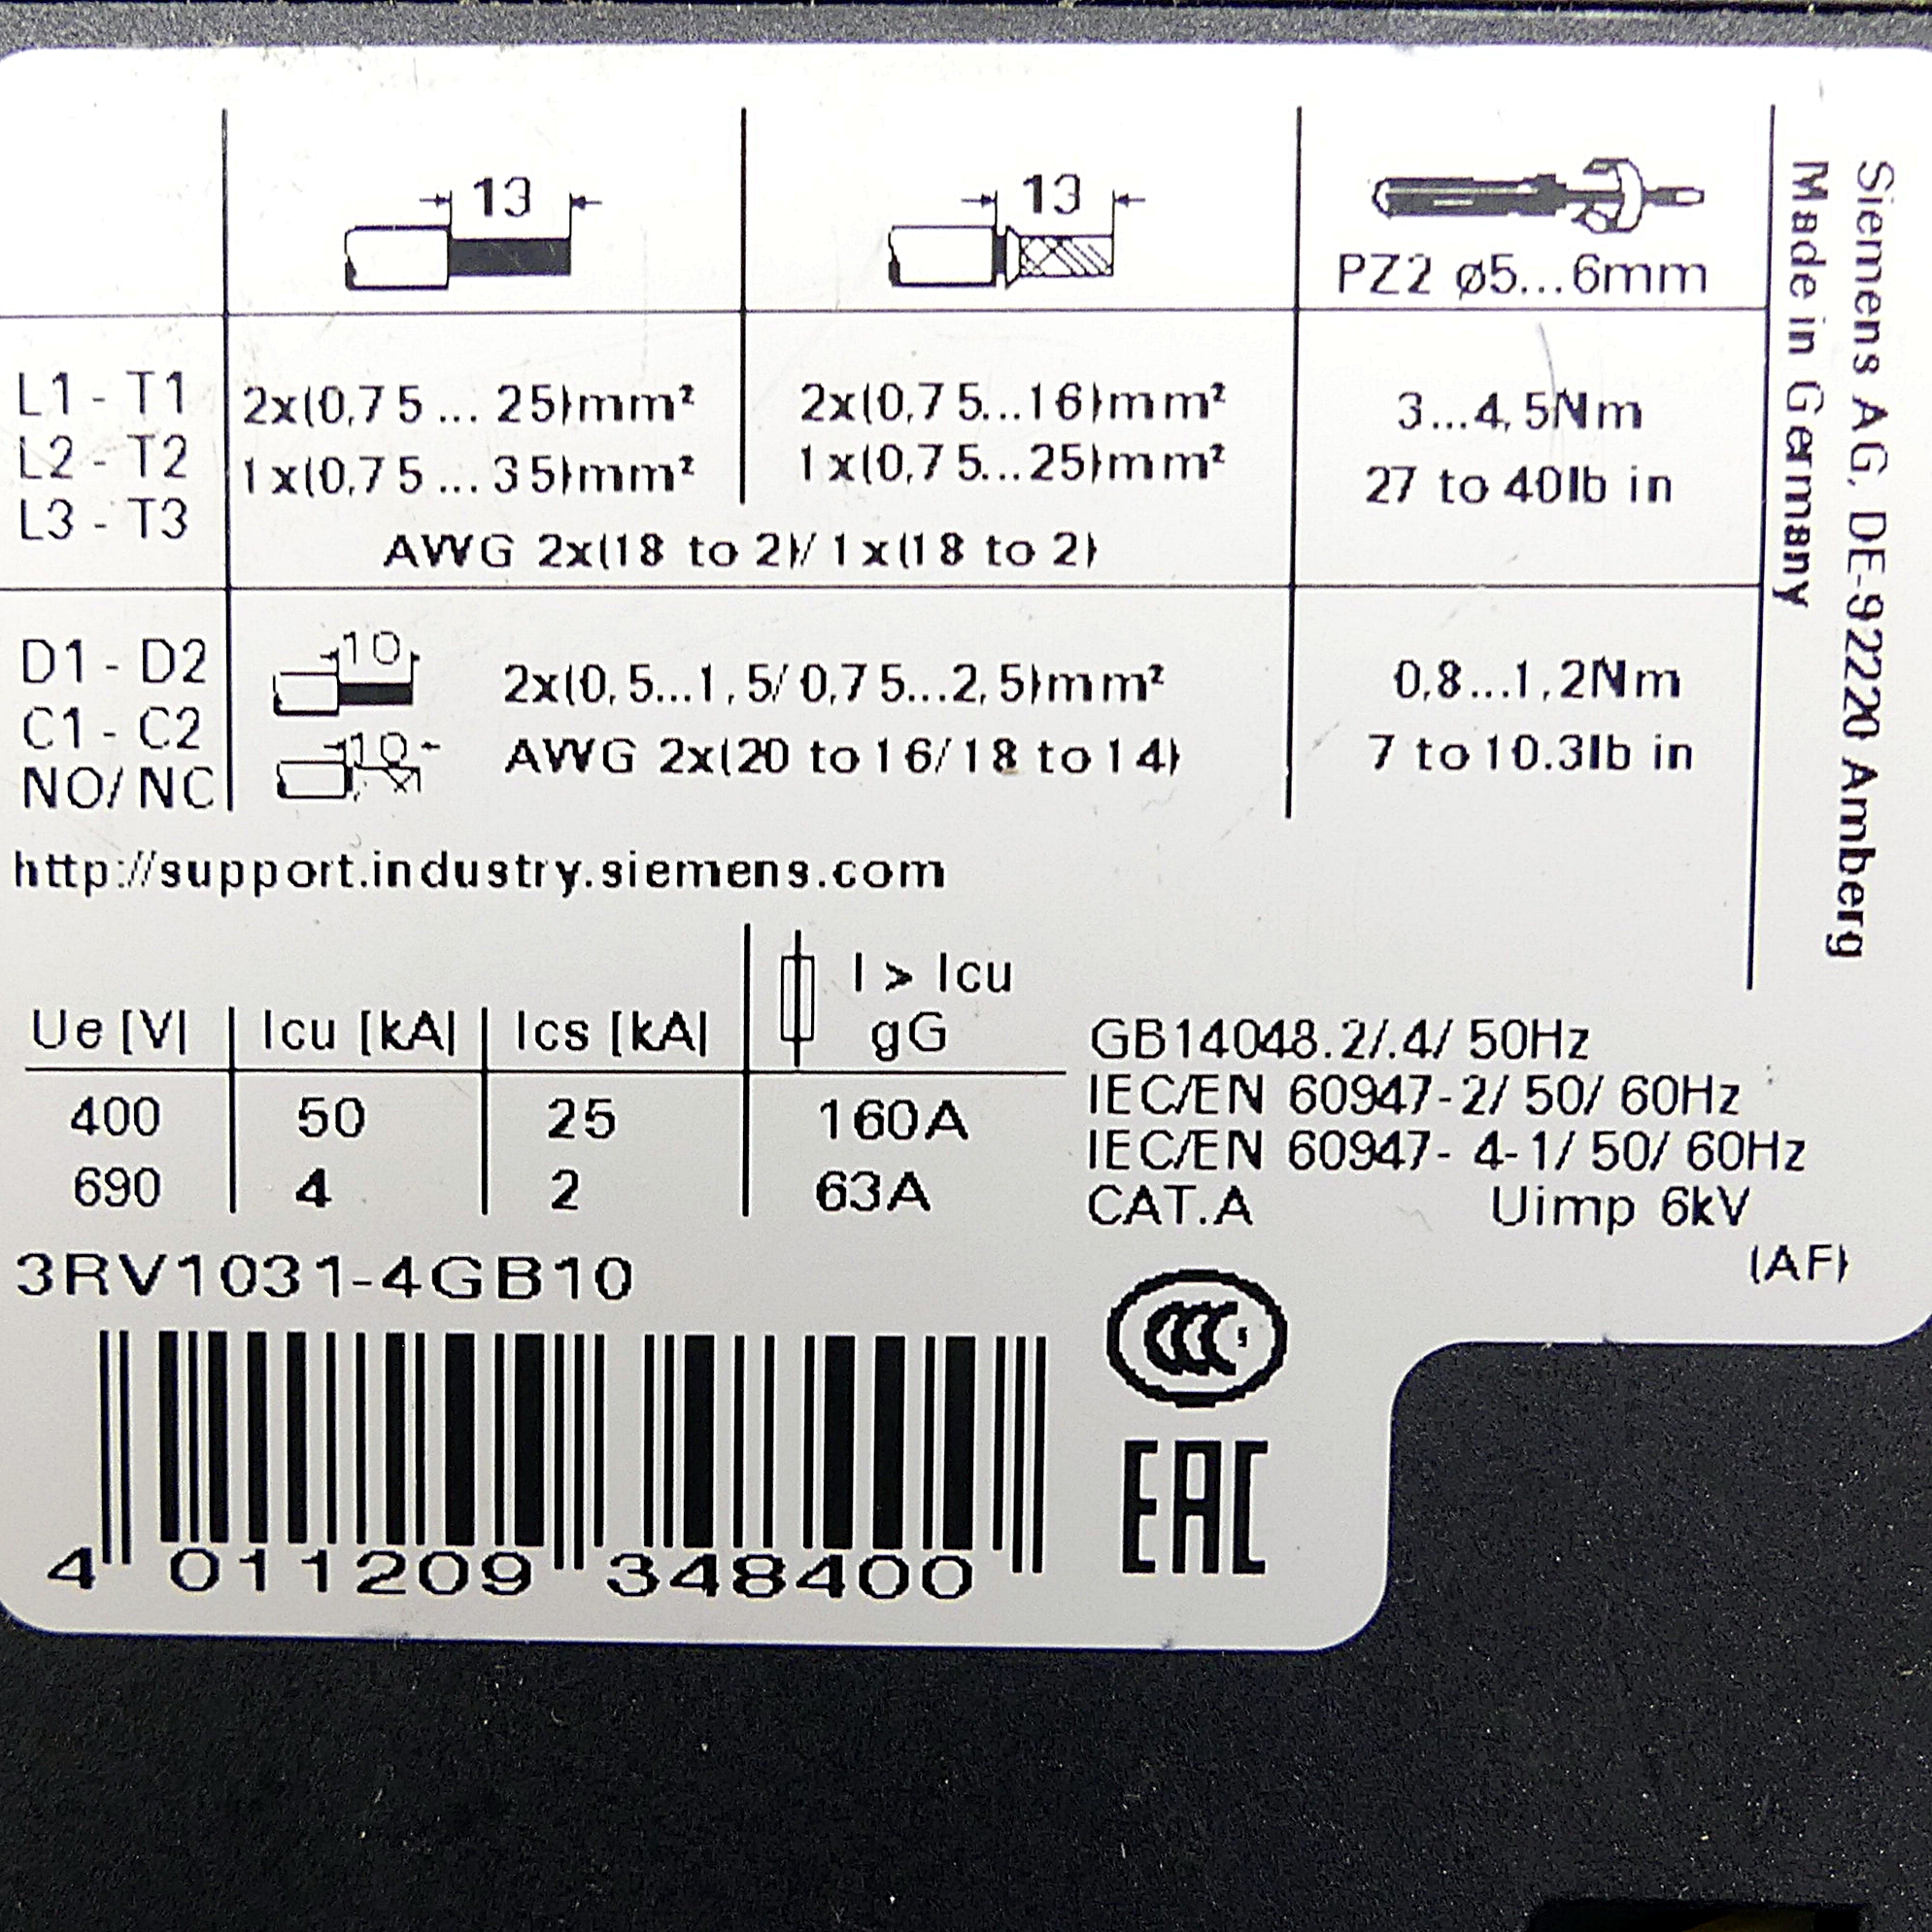 13
13
PZ2 ø5...6mm
L1 - T1
L2 - T2
L3 - T3
2x(0,75 ... 25)mm²
1x(0,75 ... 35)mm²
2x(0,75...16)mm²
1x(0,75...25)mm²
AWG 2x(18 to 2)/ 1x(18 to 2)
3...4,5Nm
27 to 40lb in
D1 - D2
C1 - C2
NO/NC
10
10
2x(0,5...1,5/ 0,75...2,5)mm²
AWG 2x(20 to 16/ 18 to 14)
0,8...1,2Nm
7 to 10.3lb in
Siemens AG, DE-92220 Amberg
Made in Germany
http://support.industry.siemens.com
Ue [V] Icu [kA] Ics [kA] I > Icu gG
400 50 25 160A
690 4 2 63A
GB14048.2/.4/ 50Hz
IEC/EN 60947-2/ 50/ 60Hz
IEC/EN 60947- 4-1/ 50/ 60Hz
CAT.A Uimp 6kV
(AF)
3RV1031-4GB10
CCC
EAC
4 011209 348400